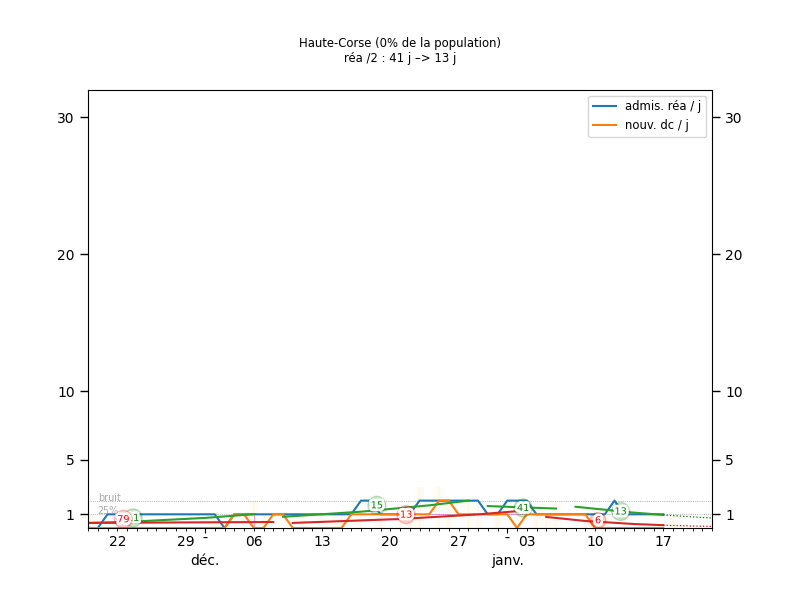 Haute-Corse (0% de la population)
réa /2 : 41 j –> 13 j
admis. réa / j
nouv. dc / j
30 30
20 20
10 10
5 5
1 1
bruit
25%
79 1 15 13 41 6 13
22 29 - 06 13 20 27 - 03 10 17
déc. janv.